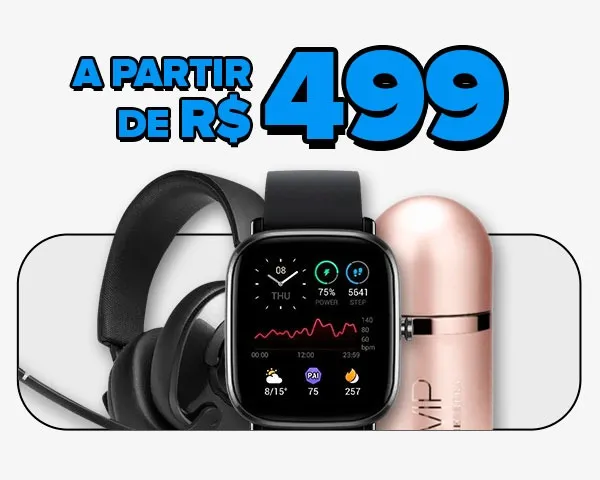 A PARTIR
DE R$ 499
08
THU
75%
POWER
5641
STEP
140
80
60
bpm
00:00 12:00 23:59
PAI
8/15° 75 257
VIP